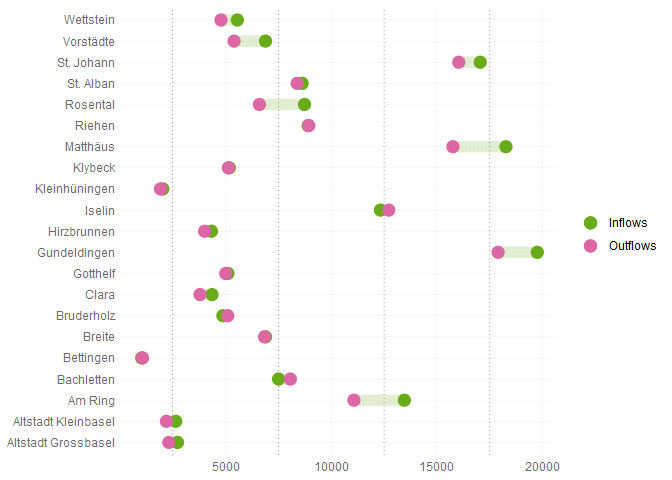 Wettstein
Vorstädte
St. Johann
St. Alban
Rosental
Riehen
Matthäus
Klybeck
Kleinhüningen
Iselin
Hirzbrunnen
Gundeldingen
Gotthelf
Clara
Bruderholz
Breite
Bettingen
Bachletten
Am Ring
Altstadt Kleinbasel
Altstadt Grossbasel
5000 10000 15000 20000
Inflows
Outflows